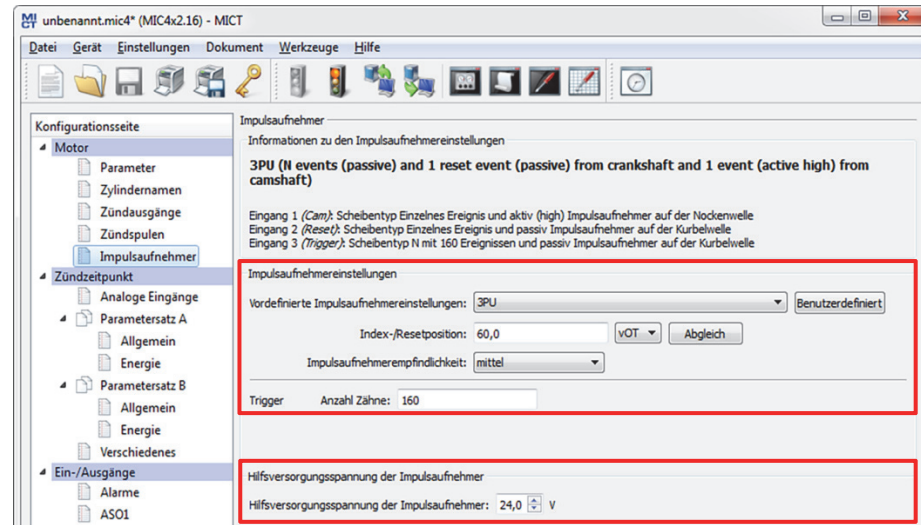 unbenannt.mic4* (MIC4x2.16) - MICT
Datei Gerät Einstellungen Dokument Werkzeuge Hilfe
Konfigurationsseite
Motor
Parameter
Zylindernamen
Zündausgänge
Zündspulen
Impulsaufnehmer
Zündzeitpunkt
Analoge Eingänge
Parametersatz A
Allgemein
Energie
Parametersatz B
Allgemein
Energie
Verschiedenes
Ein-/Ausgänge
Alarme
ASO1
Impulsaufnehmer
Informationen zu den Impulsaufnehmereinstellungen
3PU (N events (passive) and 1 reset event (passive) from crankshaft and 1 event (active high) from
camshaft)
Eingang 1 (Cam): Scheibentyp Einzelnes Ereignis und aktiv (high) Impulsaufnehmer auf der Nockenwelle
Eingang 2 (Reset): Scheibentyp Einzelnes Ereignis und passiv Impulsaufnehmer auf der Kurbelwelle
Eingang 3 (Trigger): Scheibentyp N mit 160 Ereignissen und passiv Impulsaufnehmer auf der Kurbelwelle
Impulsaufnehmereinstellungen
Vordefinierte Impulsaufnehmereinstellungen: 3PU Benutzerdefiniert
Index-/Resetposition: 60,0 vOT Abgleich
Impulsaufnehmerempfindlichkeit: mittel
Trigger Anzahl Zähne: 160
Hilfsversorgungsspannung der Impulsaufnehmer
Hilfsversorgungsspannung der Impulsaufnehmer: 24,0 V